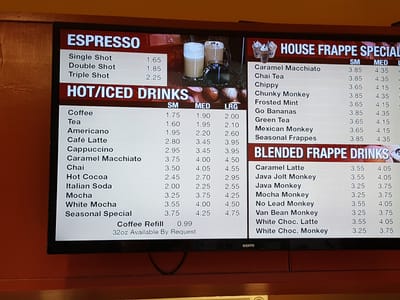 ESPRESSO
Single Shot 1.65
Double Shot 1.85
Triple Shot 2.25
HOT/ICED DRINKS
SM MED LRG
Coffee 1.75 1.90 2.00
Tea 1.60 1.95 2.10
Americano 1.95 2.20 2.60
Café Latte 2.80 3.45 3.95
Cappuccino 2.95 3.45 3.95
Caramel Macchiato 3.75 4.00 4.50
Chai 3.50 4.05 4.55
Hot Cocoa 2.45 2.70 2.95
Italian Soda 2.00 2.25 2.55
Mocha 3.25 3.75 4.25
White Mocha 3.55 4.00 4.50
Seasonal Special 3.75 4.25 4.75
Coffee Refill 0.99
32oz Available By Request
HOUSE FRAPPE SPECIAL
SM MED
Caramel Macchiato 3.85 4.35
Chai Tea 3.85 4.35
Chippy 3.65 4.15
Chunky Monkey 3.85 4.35
Frosted Mint 3.65 4.15
Go Bananas 3.85 4.35
Green Tea 3.65 4.15
Mexican Monkey 3.65 4.15
Seasonal Frappes 3.85 4.35
BLENDED FRAPPE DRINKS
Caramel Latte 3.55 4.05
Java Jolt Monkey 3.55 4.05
Java Monkey 3.25 3.75
Mocha Monkey 3.25 3.75
No Lead Monkey 3.55 4.05
Van Bean Monkey 3.25 3.75
White Choc. Latte 3.55 4.05
White Choc. Monkey 3.25 3.75